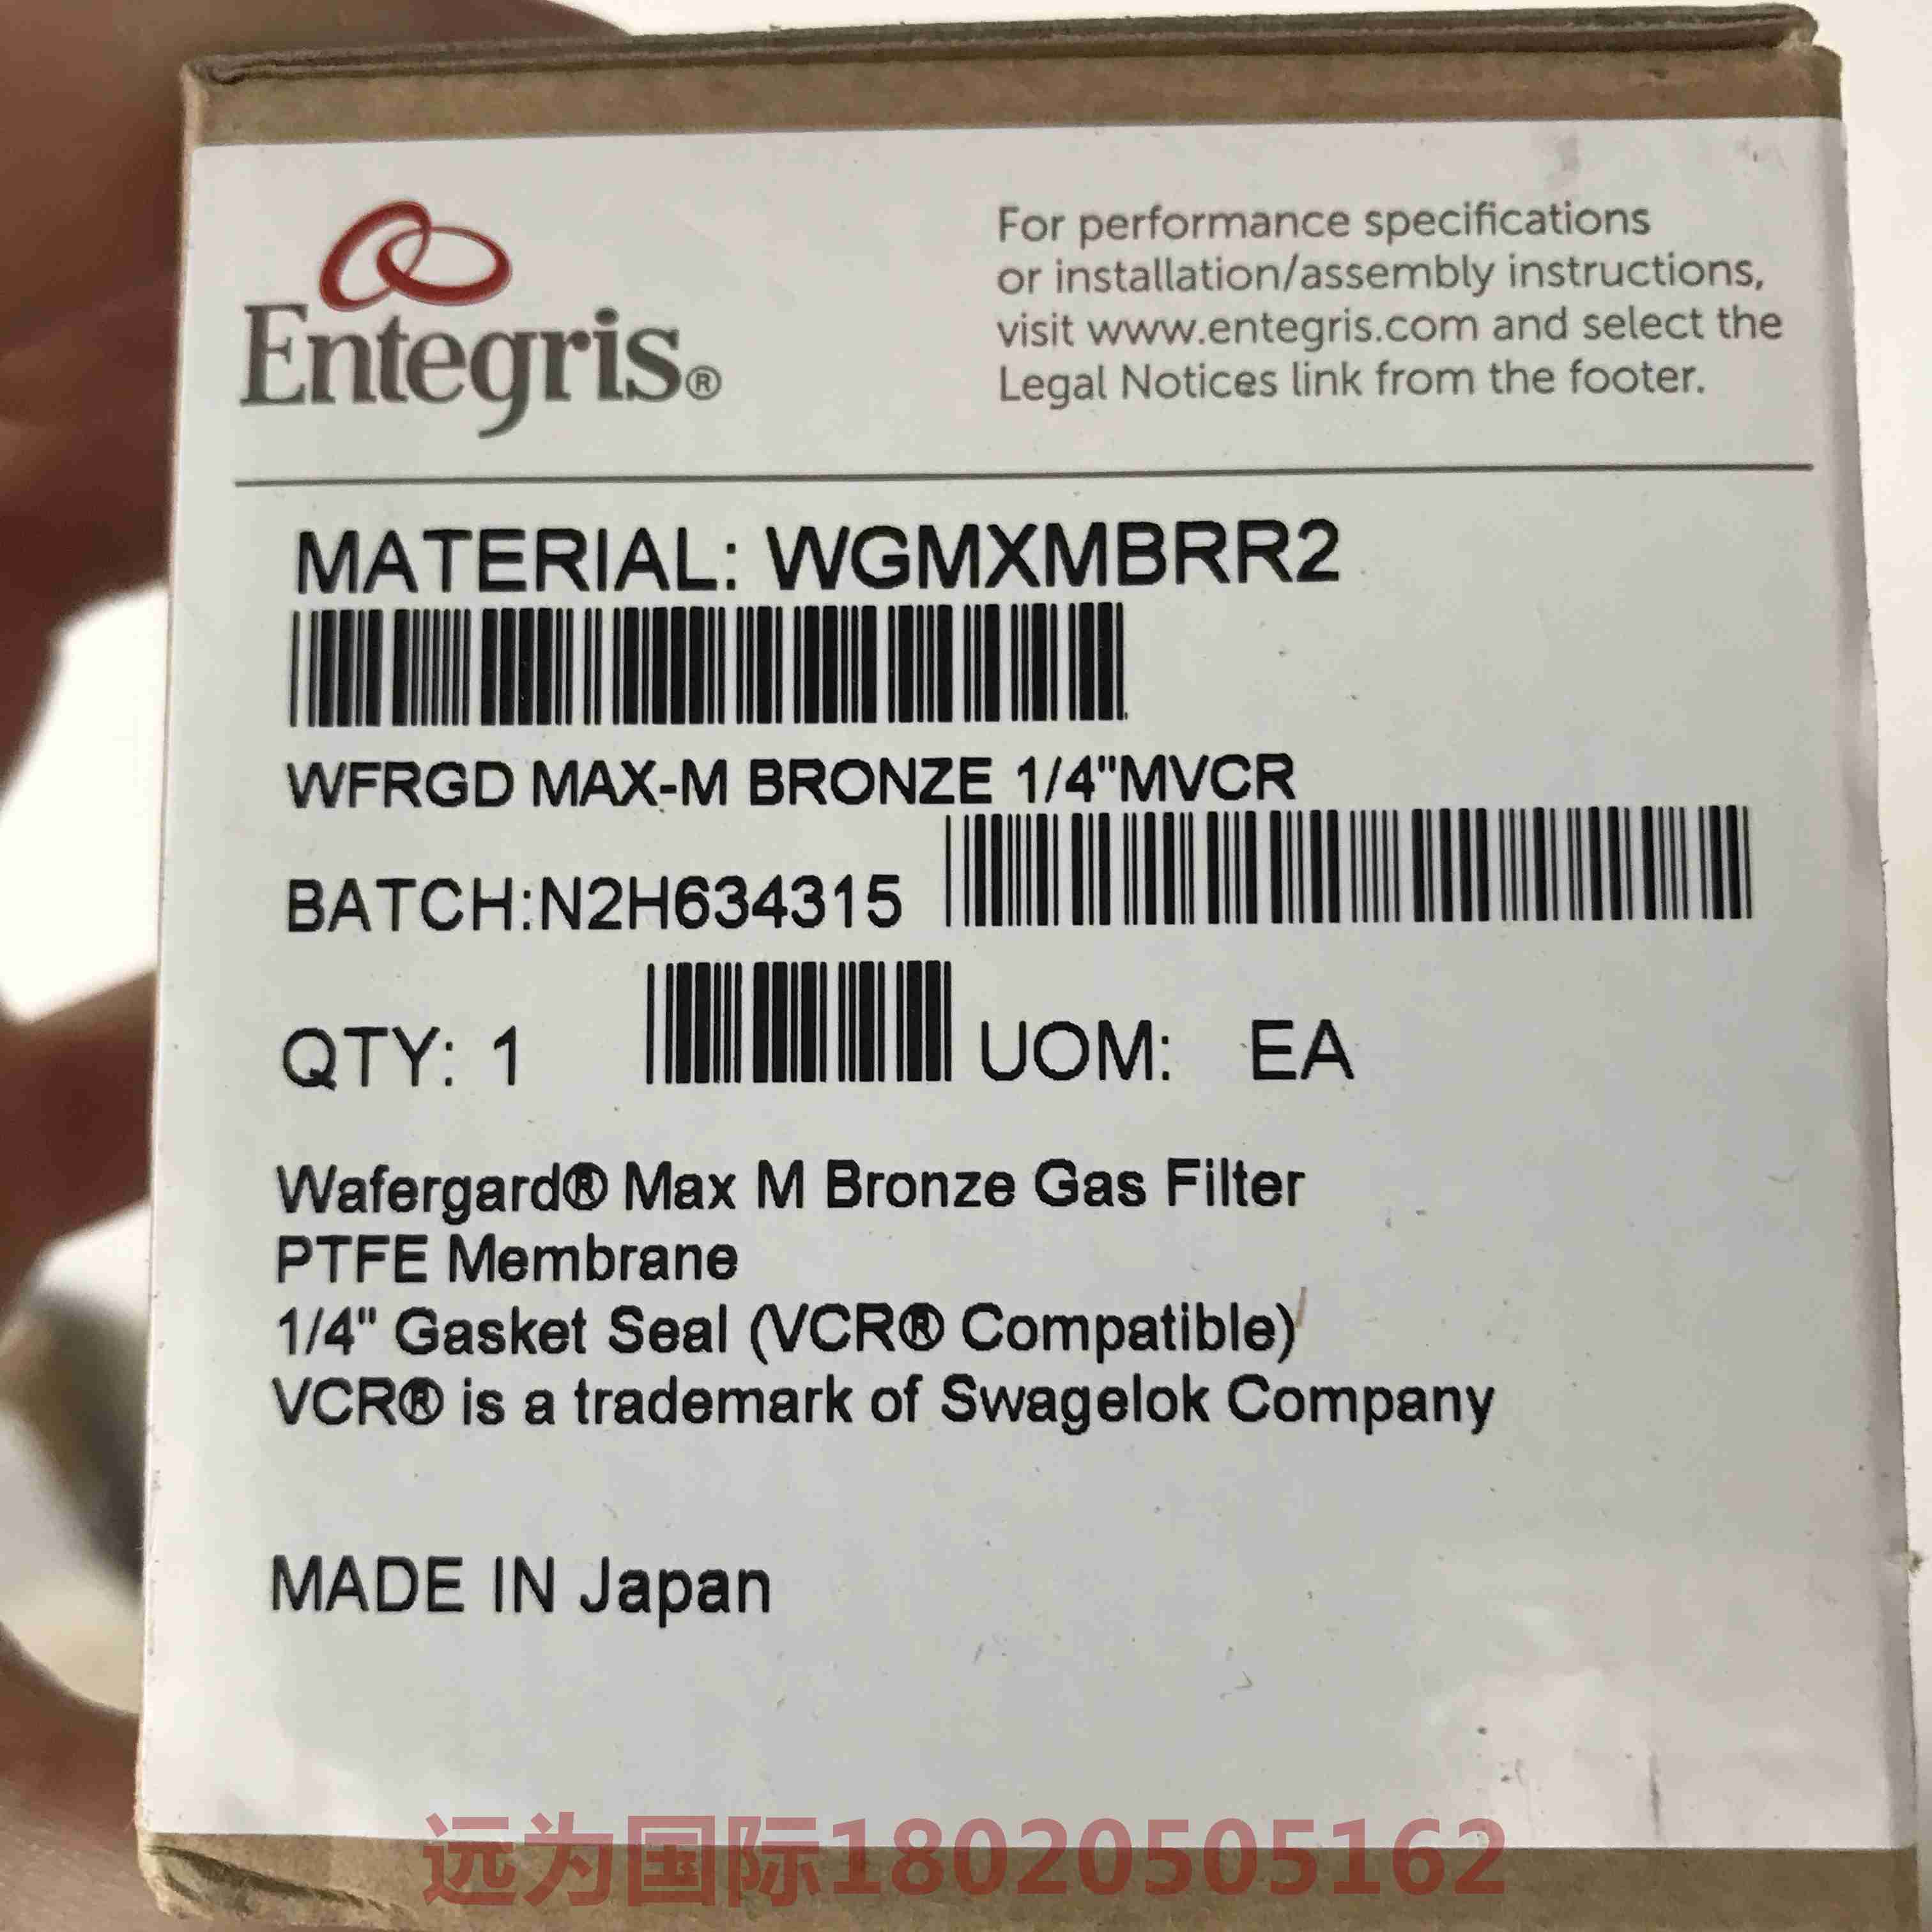 Entegris®
For performance specifications
or installation/assembly instructions,
visit www.entegris.com and select the
Legal Notices link from the footer.
MATERIAL: WGMXMBRR2
WFRGD MAX-M BRONZE 1/4"MVCR
BATCH:N2H634315
QTY: 1 UOM: EA
Wafergard® Max M Bronze Gas Filter
PTFE Membrane
1/4" Gasket Seal (VCR® Compatible)
VCR® is a trademark of Swagelok Company
MADE IN Japan
远为国际18020505162